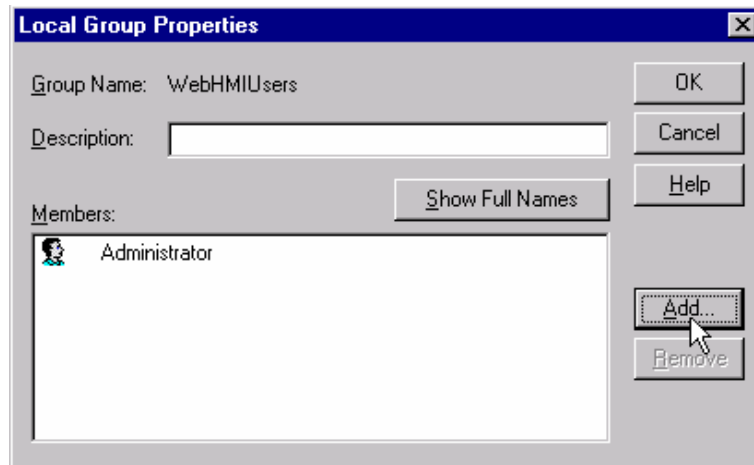 Local Group Properties
Group Name: WebHMIUsers
OK
Description:
Cancel
Show Full Names
Help
Members:
Administrator
Add...
Remove